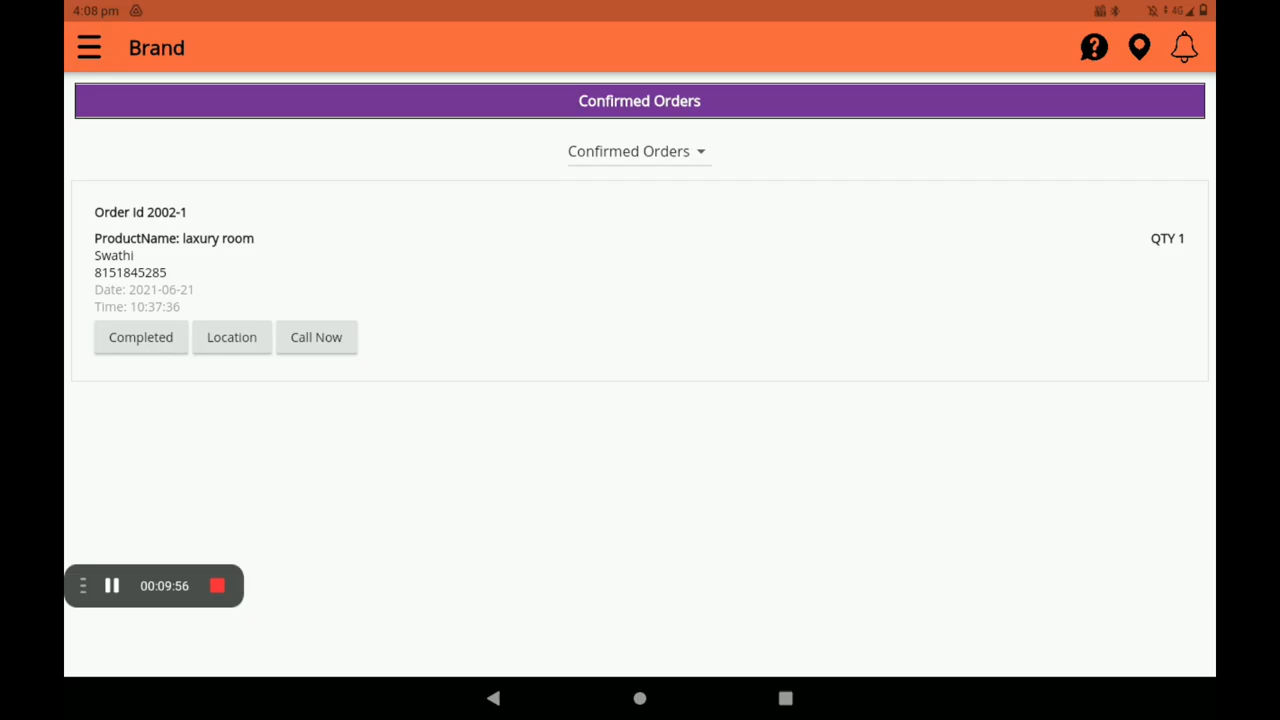 4:08 pm
4G
Brand
Confirmed Orders
Confirmed Orders
Order Id 2002-1
ProductName: laxury room
QTY 1
Swathi
8151845285
Date: 2021-06-21
Time: 10:37:36
Completed Location Call Now
00:09:56